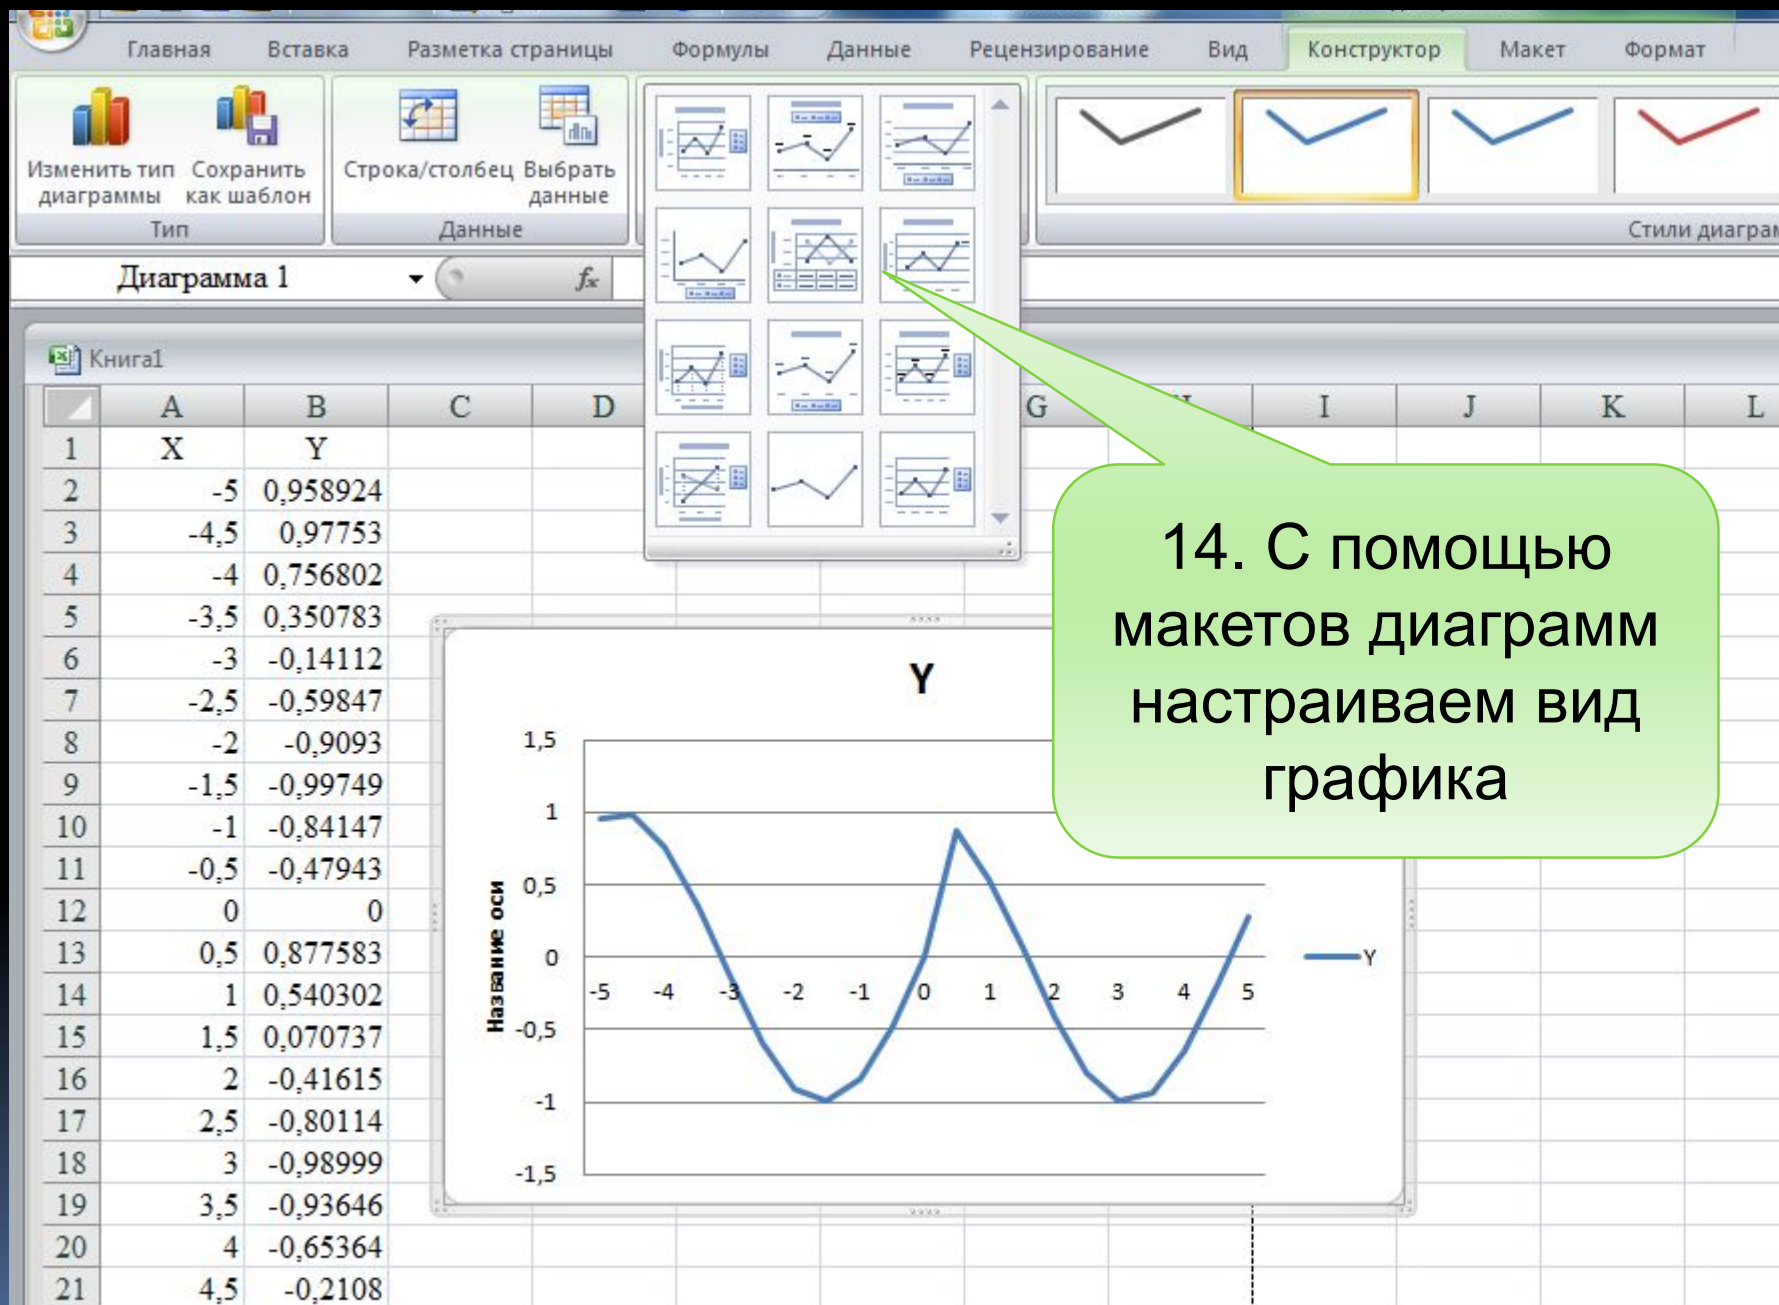 Главная Вставка Разметка страницы Формулы Данные Рецензирование Вид Конструктор Макет Формат
Изменить тип диаграммы
Сохранить как шаблон
Строка/столбец
Выбрать данные
Тип
Данные
Стили диаграм
Диаграмма 1
fx
Книга1
A B C D G I J K L
1 X Y
2 -5 0,958924
3 -4,5 0,97753
4 -4 0,756802
5 -3,5 0,350783
6 -3 -0,14112
7 -2,5 -0,59847
8 -2 -0,9093
9 -1,5 -0,99749
10 -1 -0,84147
11 -0,5 -0,47943
12 0 0
13 0,5 0,877583
14 1 0,540302
15 1,5 0,070737
16 2 -0,41615
17 2,5 -0,80114
18 3 -0,98999
19 3,5 -0,93646
20 4 -0,65364
21 4,5 -0,2108
14. С помощью
макетов диаграмм
настраиваем вид
графика
Y
Название оси
1,5
1
0,5
0
-0,5
-1
-1,5
-5 -4 -3 -2 -1 0 1 2 3 4 5
Y